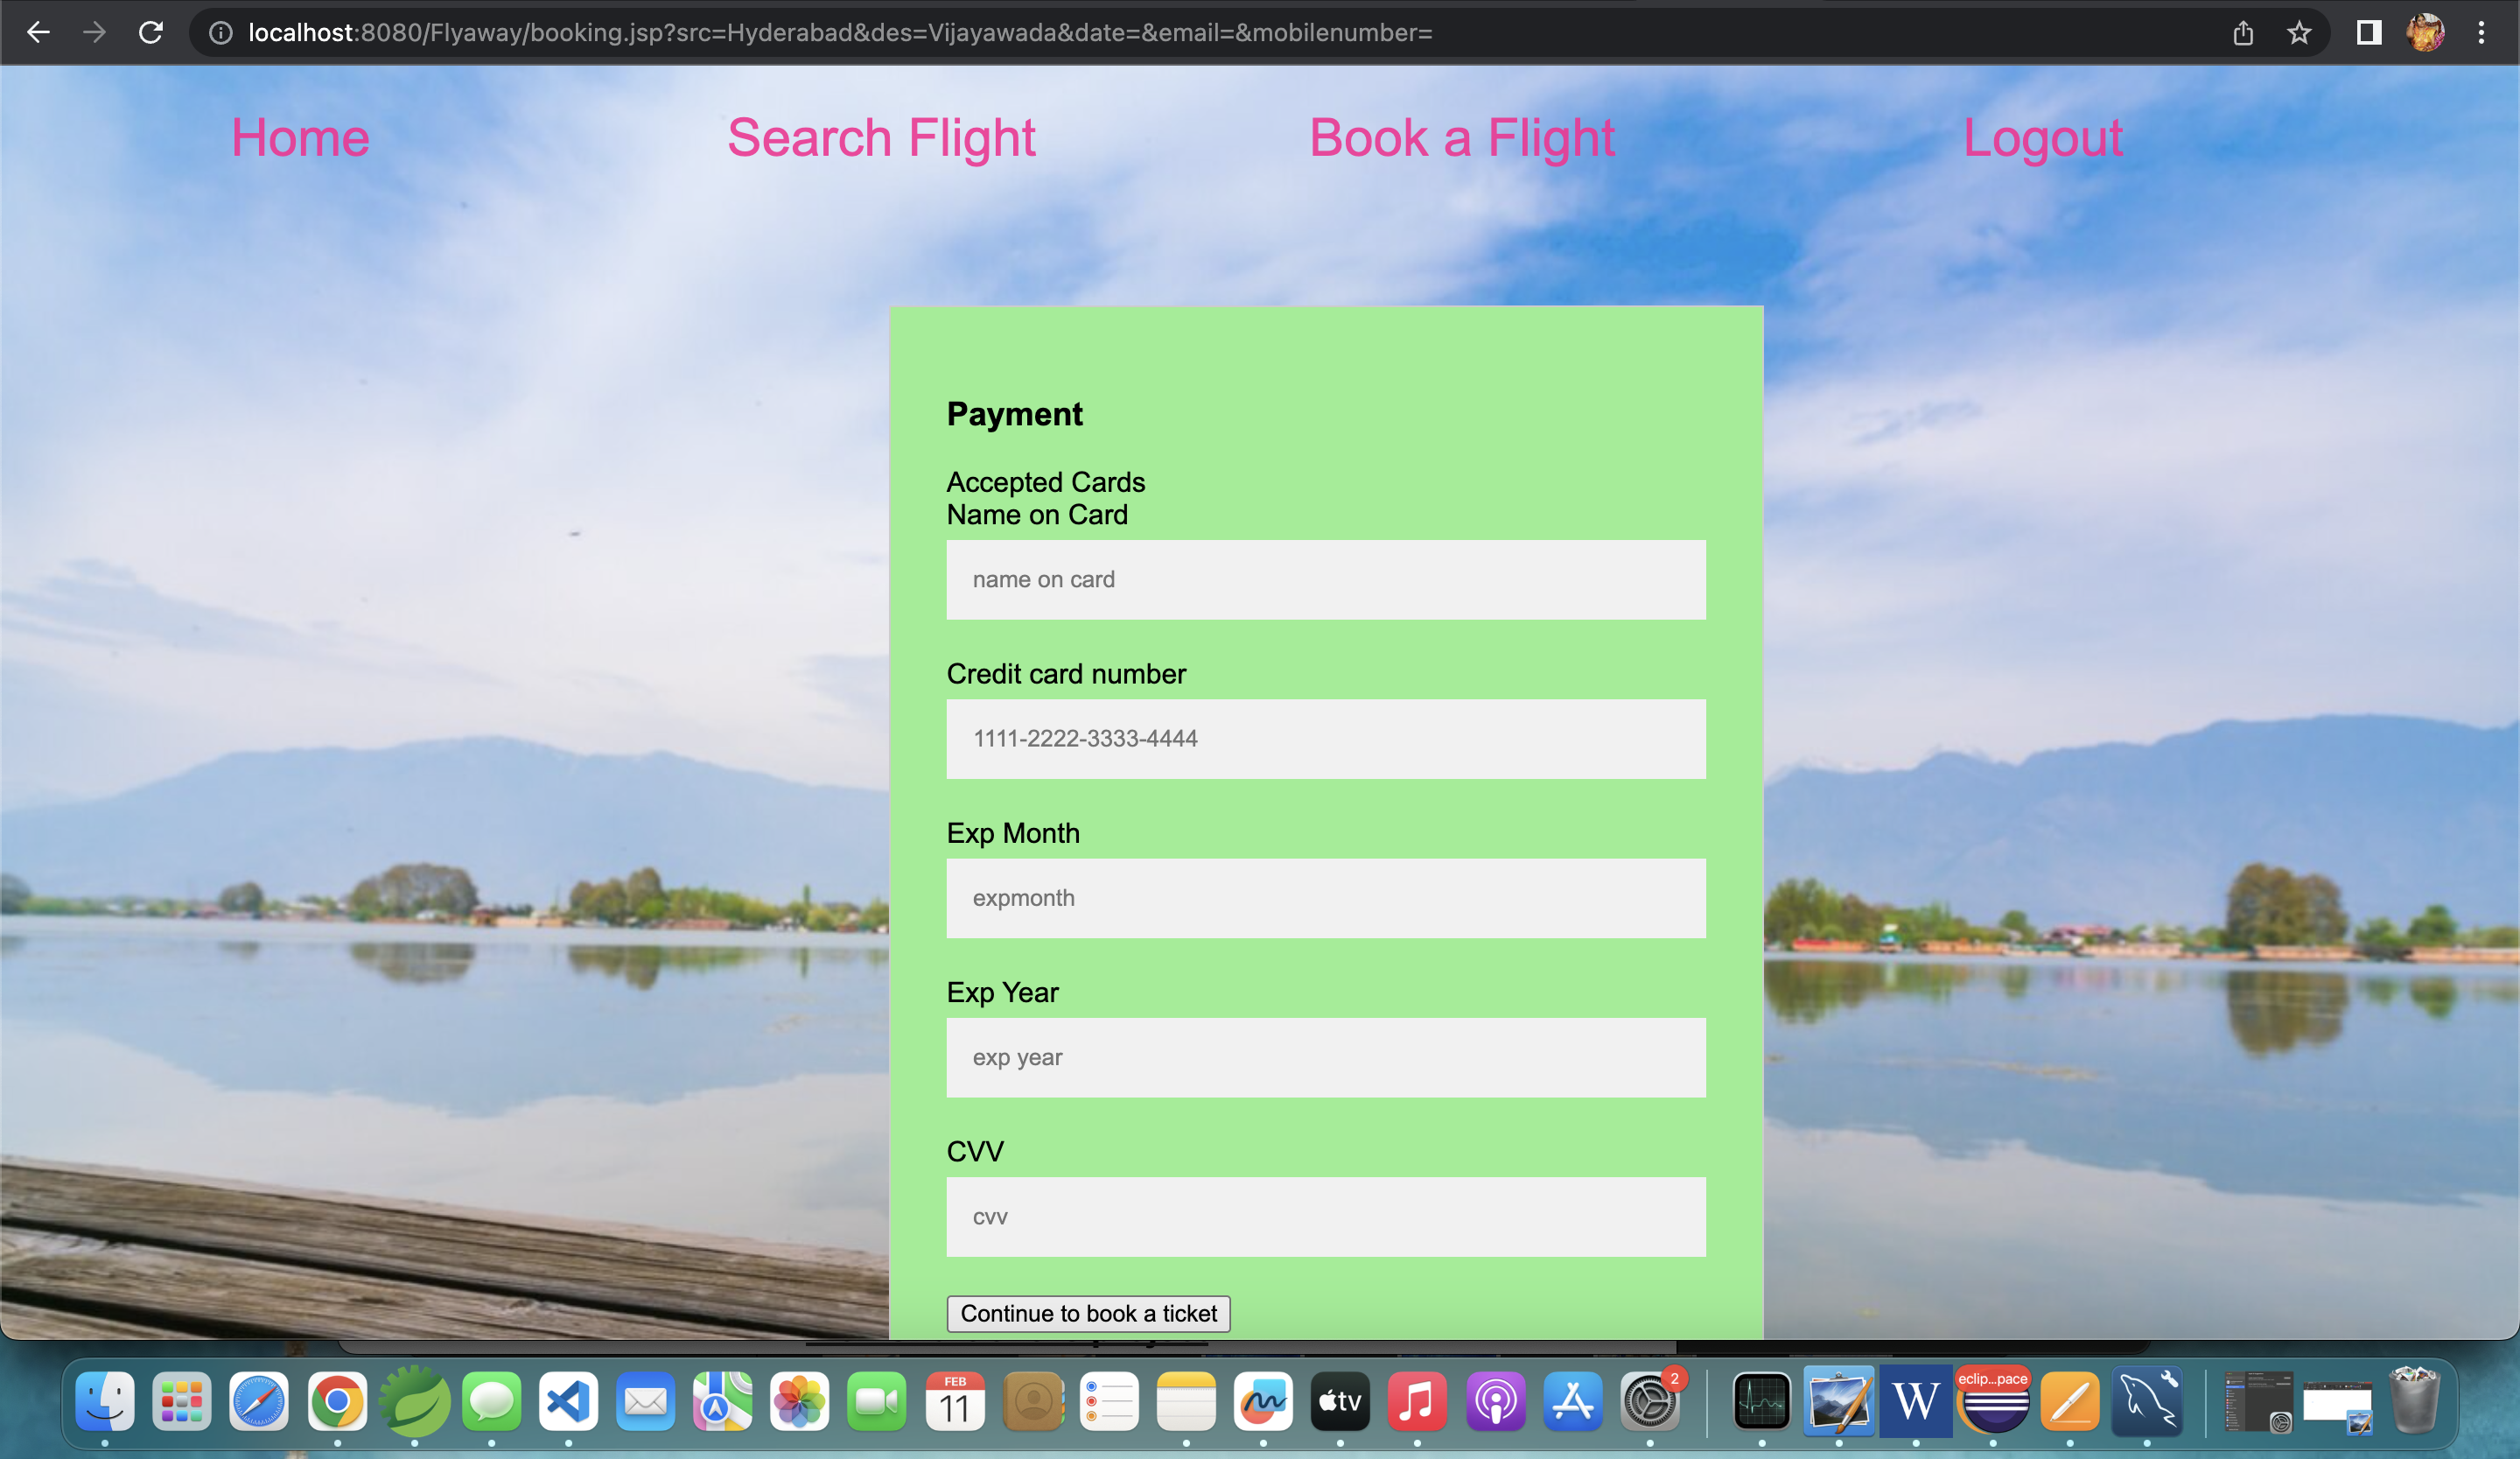 localhost:8080/Flyaway/booking.jsp?src=Hyderabad&des=Vijayawada&date=&email=&mobilenumber=
Home Search Flight Book a Flight Logout
Payment
Accepted Cards
Name on Card
name on card
Credit card number
1111-2222-3333-4444
Exp Month
expmonth
Exp Year
exp year
CVV
cvv
Continue to book a ticket
FEB
11
tv
2
W
eclip...pace